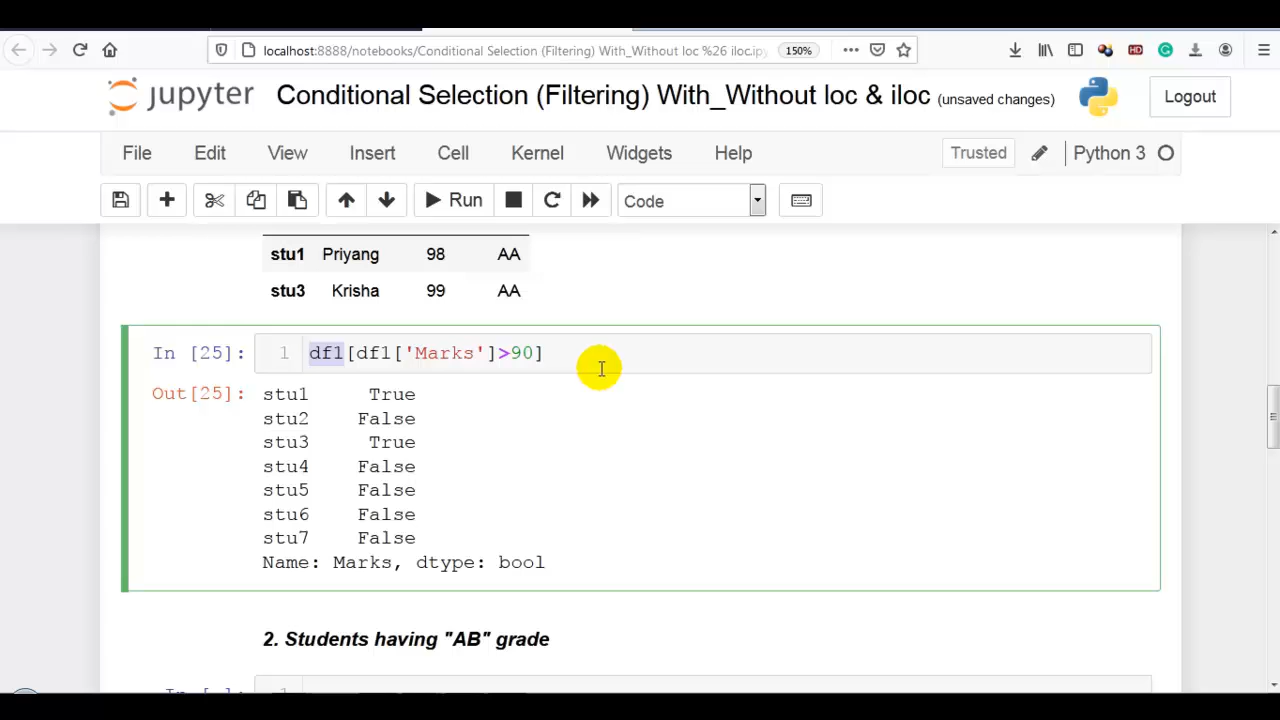 localhost:8888/notebooks/Conditional Selection (Filtering) With_Without loc %26 iloc.ipy
150%
HD
jupyter Conditional Selection (Filtering) With_Without loc & iloc (unsaved changes)
Logout
File Edit View Insert Cell Kernel Widgets Help Trusted Python 3
Run Code
stu1 Priyang 98 AA
stu3 Krisha 99 AA
In [25]: 1 df1[df1['Marks']>90]
Out[25]: stu1 True
stu2 False
stu3 True
stu4 False
stu5 False
stu6 False
stu7 False
Name: Marks, dtype: bool
2. Students having "AB" grade
In [ ]: 1